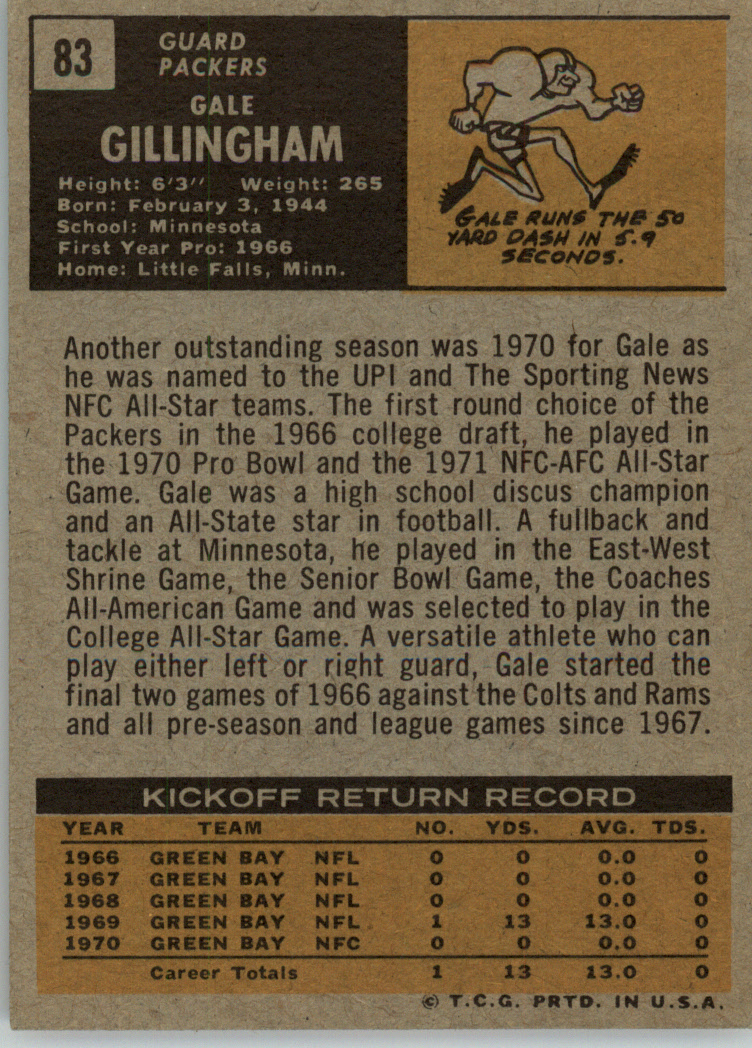 83
GUARD
PACKERS
GALE
GILLINGHAM
Height: 6'3'' Weight: 265
Born: February 3, 1944
School: Minnesota
First Year Pro: 1966
Home: Little Falls, Minn.
GALE RUNS THE 50
YARD DASH IN 5.9
SECONDS.
Another outstanding season was 1970 for Gale as
he was named to the UPI and The Sporting News
NFC All-Star teams. The first round choice of the
Packers in the 1966 college draft, he played in
the 1970 Pro Bowl and the 1971 NFC-AFC All-Star
Game. Gale was a high school discus champion
and an All-State star in football. A fullback and
tackle at Minnesota, he played in the East-West
Shrine Game, the Senior Bowl Game, the Coaches
All-American Game and was selected to play in the
College All-Star Game. A versatile athlete who can
play either left or right guard, Gale started the
final two games of 1966 against the Colts and Rams
and all pre-season and league games since 1967.
KICKOFF RETURN RECORD
YEAR TEAM NO. YDS. AVG. TDS.
1966 GREEN BAY NFL 0 0 0.0 0
1967 GREEN BAY NFL 0 0 0.0 0
1968 GREEN BAY NFL 0 0 0.0 0
1969 GREEN BAY NFL 1 13 13.0 0
1970 GREEN BAY NFC 0 0 0.0 0
Career Totals 1 13 13.0 0
© T.C.G. PRTD. IN U.S.A.